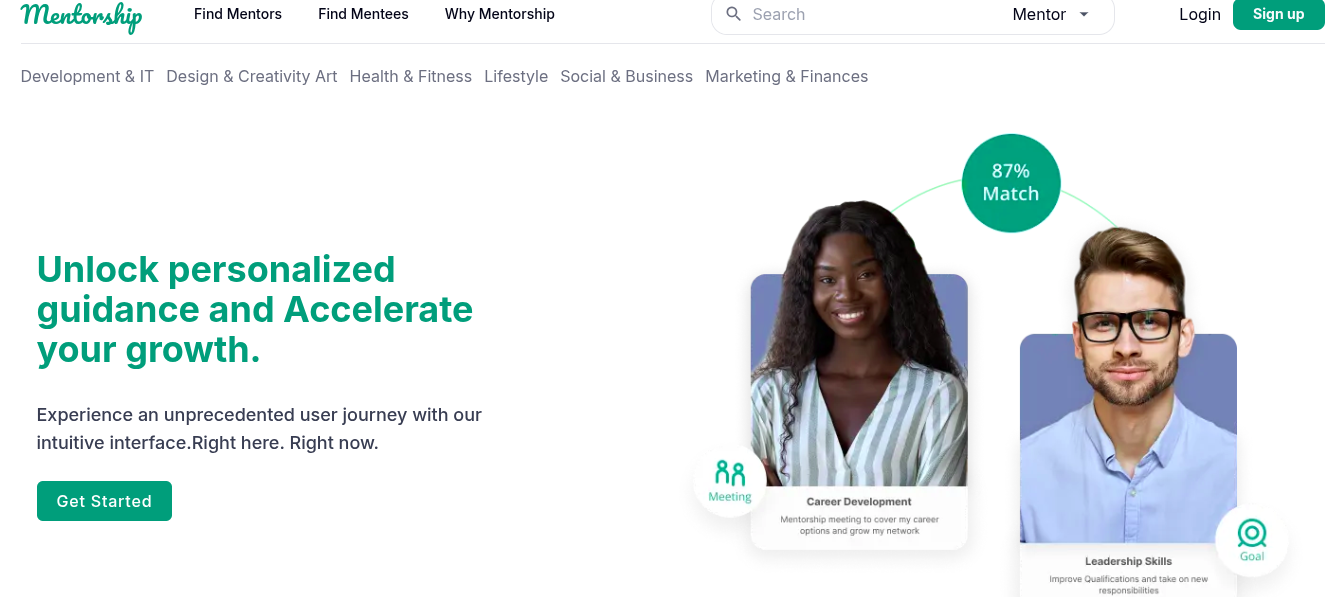 Mentorship
Find Mentors
Find Mentees
Why Mentorship
Search
Mentor
Login
Sign up
Development & IT
Design & Creativity Art
Health & Fitness
Lifestyle
Social & Business
Marketing & Finances
87%
Match
Unlock personalized
guidance and Accelerate
your growth.
Experience an unprecedented user journey with our
intuitive interface.Right here. Right now.
Get Started
Meeting
Career Development
Mentorship meeting to cover my career
options and grow my network
Goal
Leadership Skills
Improve Qualifications and take on new
responsibilities